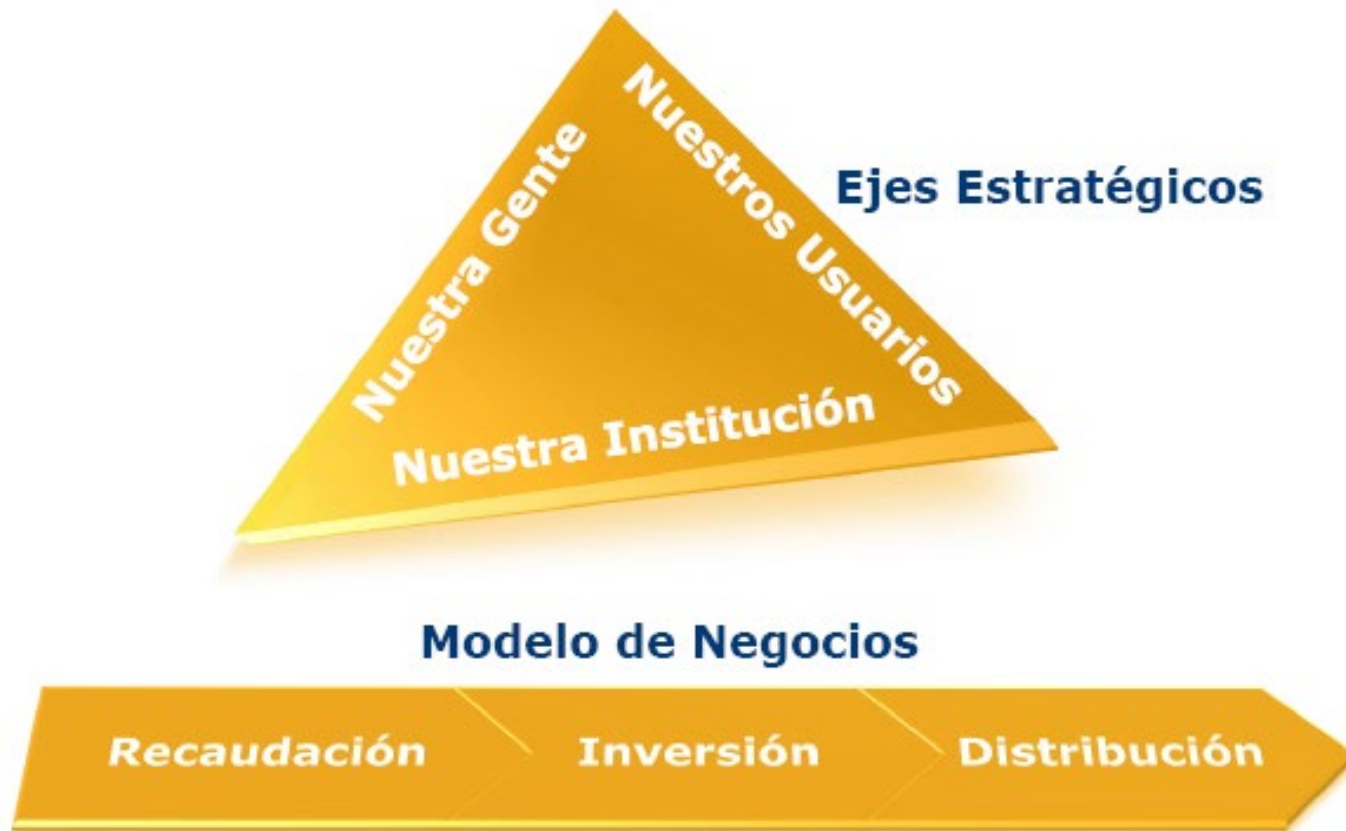 Nuestra Gente
Nuestros Usuarios
Ejes Estratégicos
Nuestra Institución
Modelo de Negocios
Recaudación
Inversión
Distribución